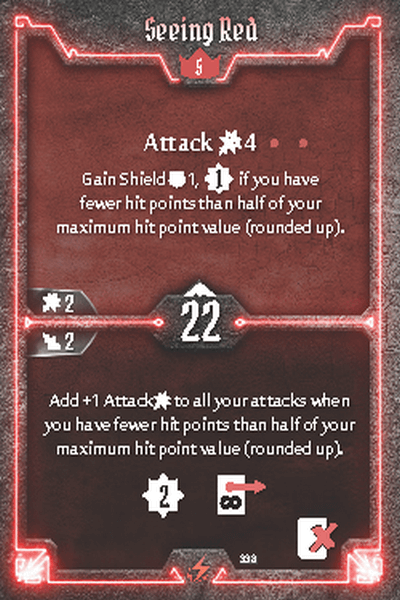 Seeing Red
5
Attack 4
Gain Shield 1, 1 if you have
fewer hit points than half of your
maximum hit point value (rounded up).
2
22
2
Add +1 Attack to all your attacks when
you have fewer hit points than half of your
maximum hit point value (rounded up).
2 ∞
333